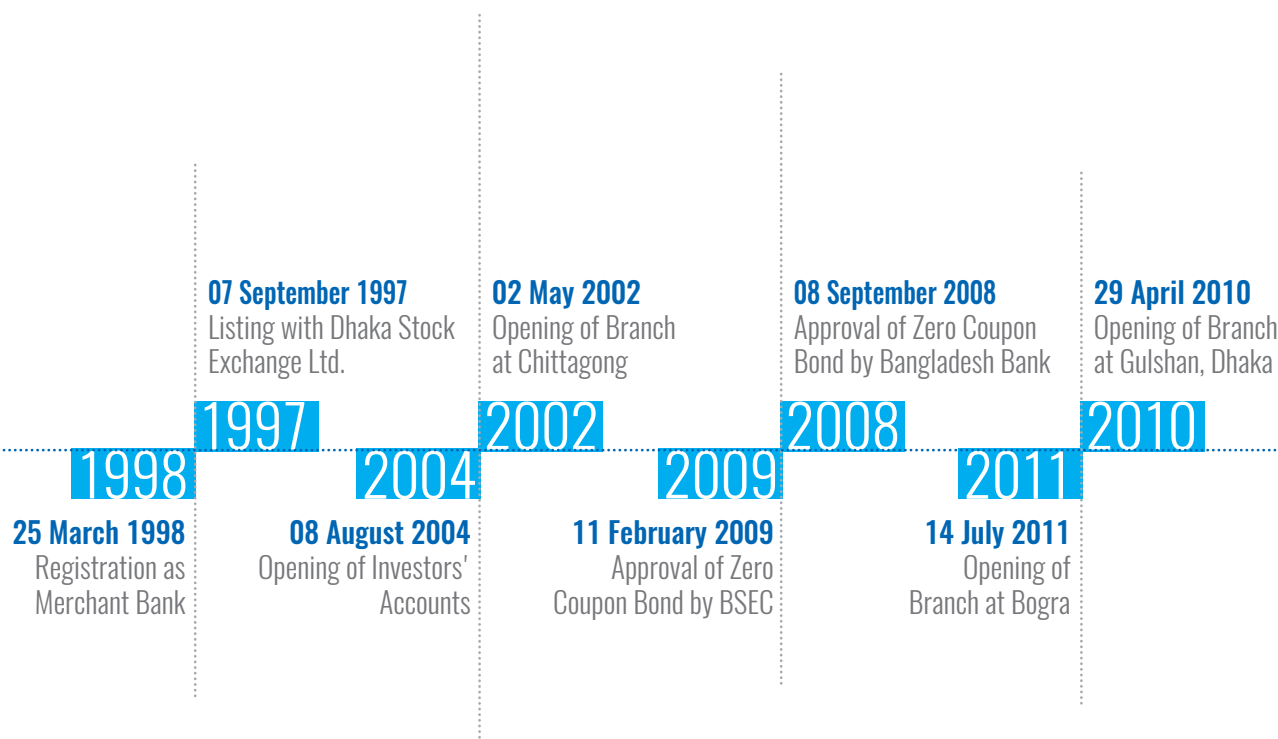 07 September 1997
Listing with Dhaka Stock
Exchange Ltd.
1997
02 May 2002
Opening of Branch
at Chittagong
2002
08 September 2008
Approval of Zero Coupon
Bond by Bangladesh Bank
2008
29 April 2010
Opening of Branch
at Gulshan, Dhaka
2010
1998
25 March 1998
Registration as
Merchant Bank
2004
08 August 2004
Opening of Investors'
Accounts
2009
11 February 2009
Approval of Zero
Coupon Bond by BSEC
2011
14 July 2011
Opening of
Branch at Bogra